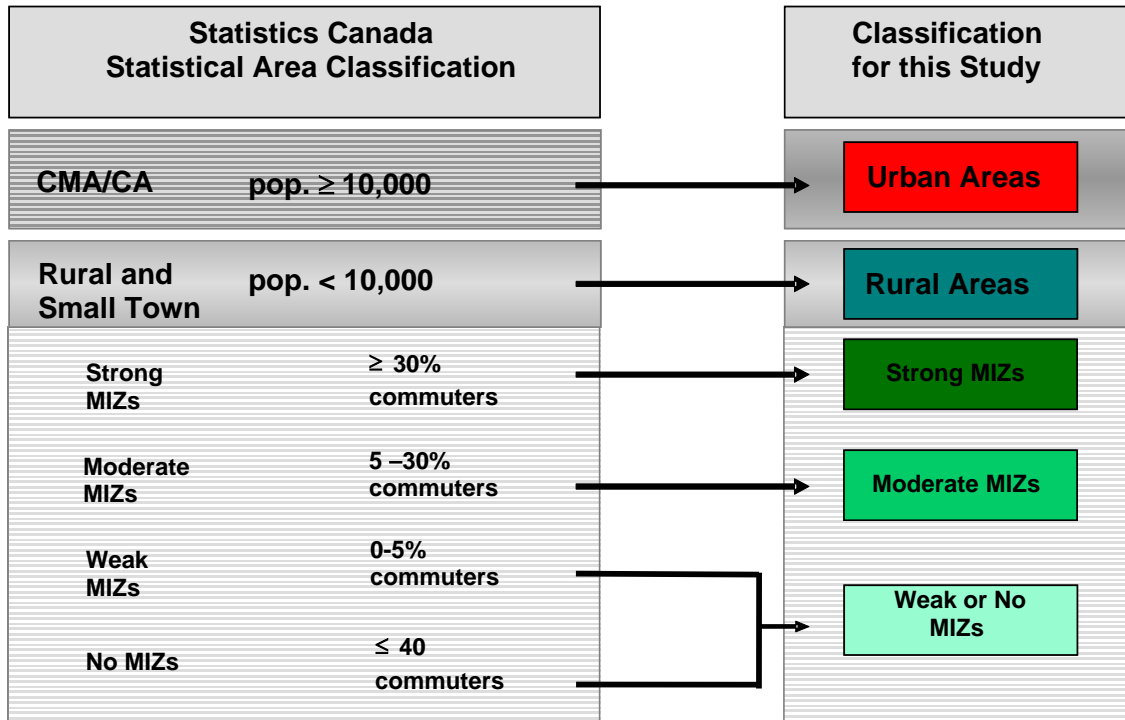 Statistics Canada
Statistical Area Classification
Classification
for this Study
CMA/CA pop. ≥ 10,000
Urban Areas
Rural and
Small Town
pop. < 10,000
Rural Areas
Strong
MIZs
≥ 30%
commuters
Strong MIZs
Moderate
MIZs
5 –30%
commuters
Moderate MIZs
Weak
MIZs
0-5%
commuters
No MIZs
≤ 40
commuters
Weak or No
MIZs